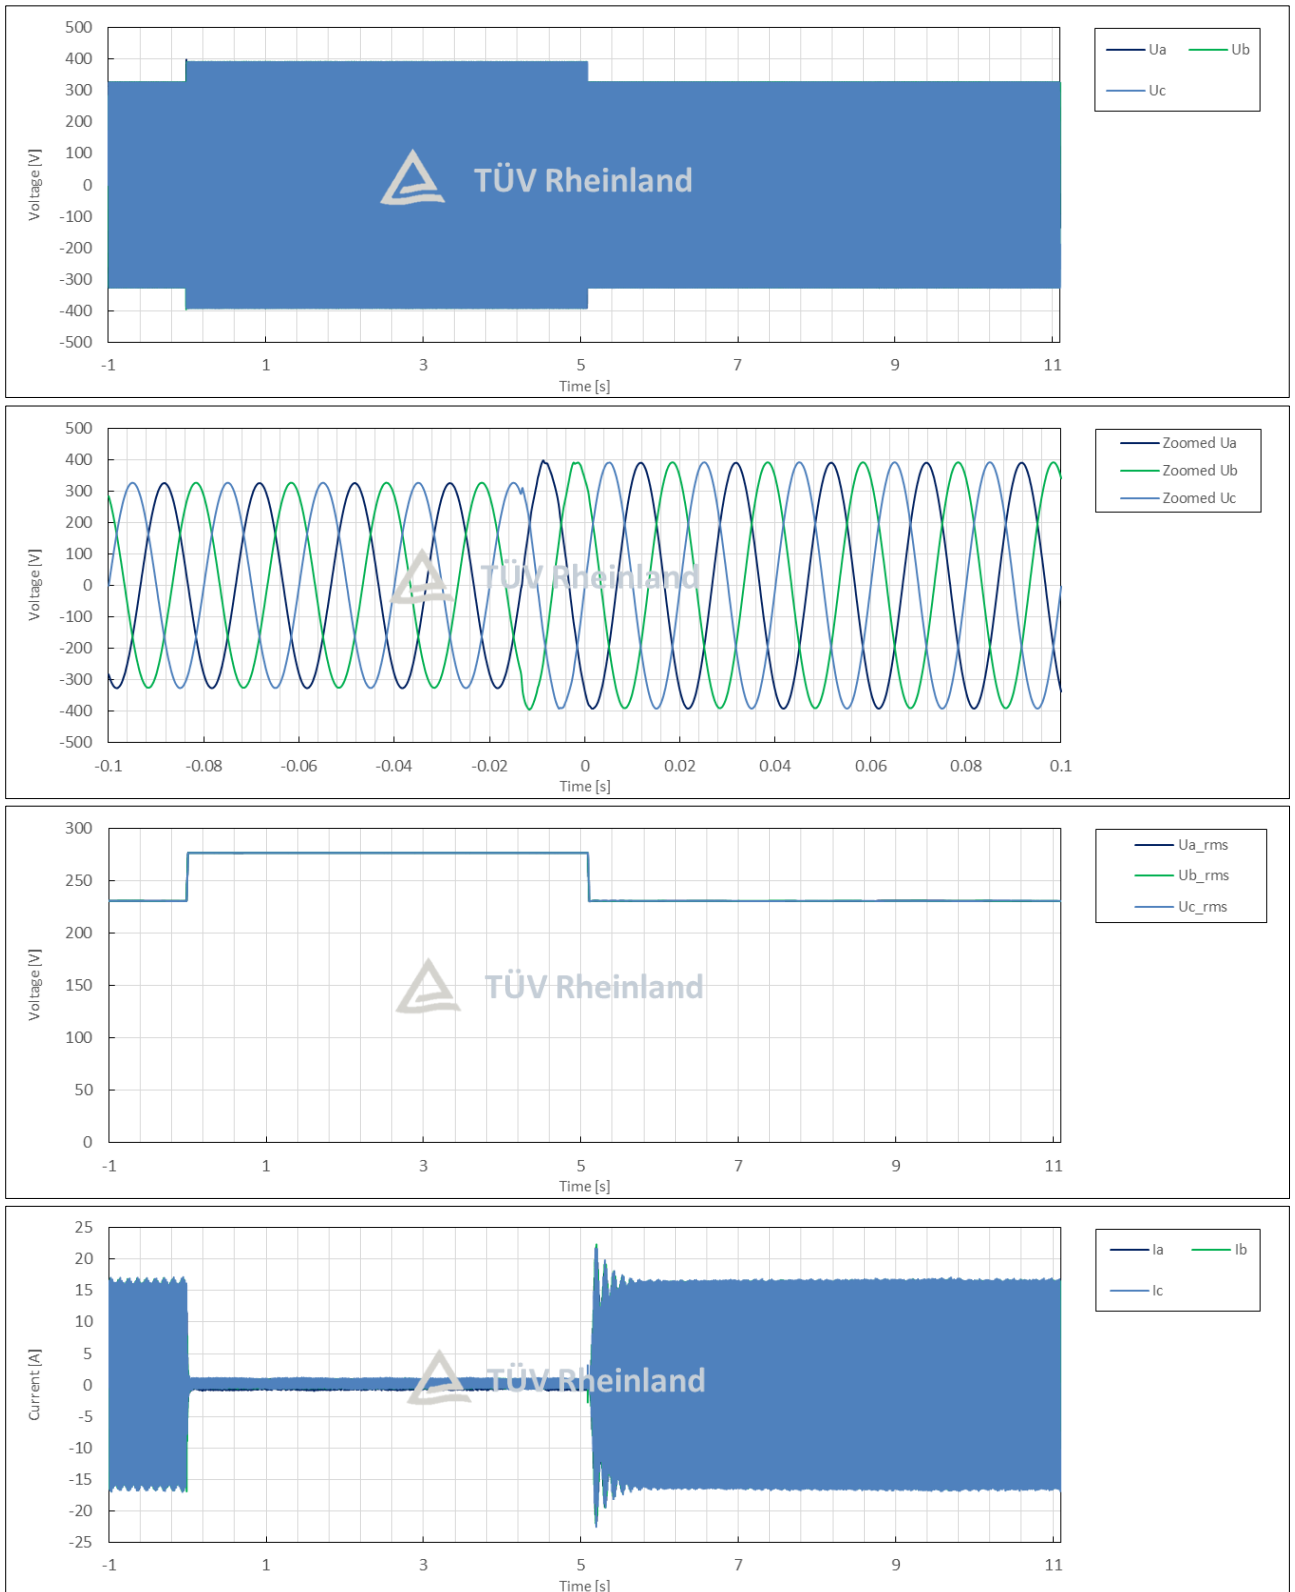 500
400
300
200
100
0
-100
-200
-300
-400
-500
Voltage [V]
-1 1 3 5 7 9 11
Time [s]
Ua Ub
Uc
TÜV Rheinland
500
400
300
200
100
0
-100
-200
-300
-400
-500
Voltage [V]
-0.1 -0.08 -0.06 -0.04 -0.02 0 0.02 0.04 0.06 0.08 0.1
Time [s]
Zoomed Ua
Zoomed Ub
Zoomed Uc
TÜV Rheinland
300
250
200
150
100
50
0
Voltage [V]
-1 1 3 5 7 9 11
Time [s]
Ua_rms
Ub_rms
Uc_rms
TÜV Rheinland
25
20
15
10
5
0
-5
-10
-15
-20
-25
Current [A]
-1 1 3 5 7 9 11
Time [s]
Ia Ib
Ic
TÜV Rheinland